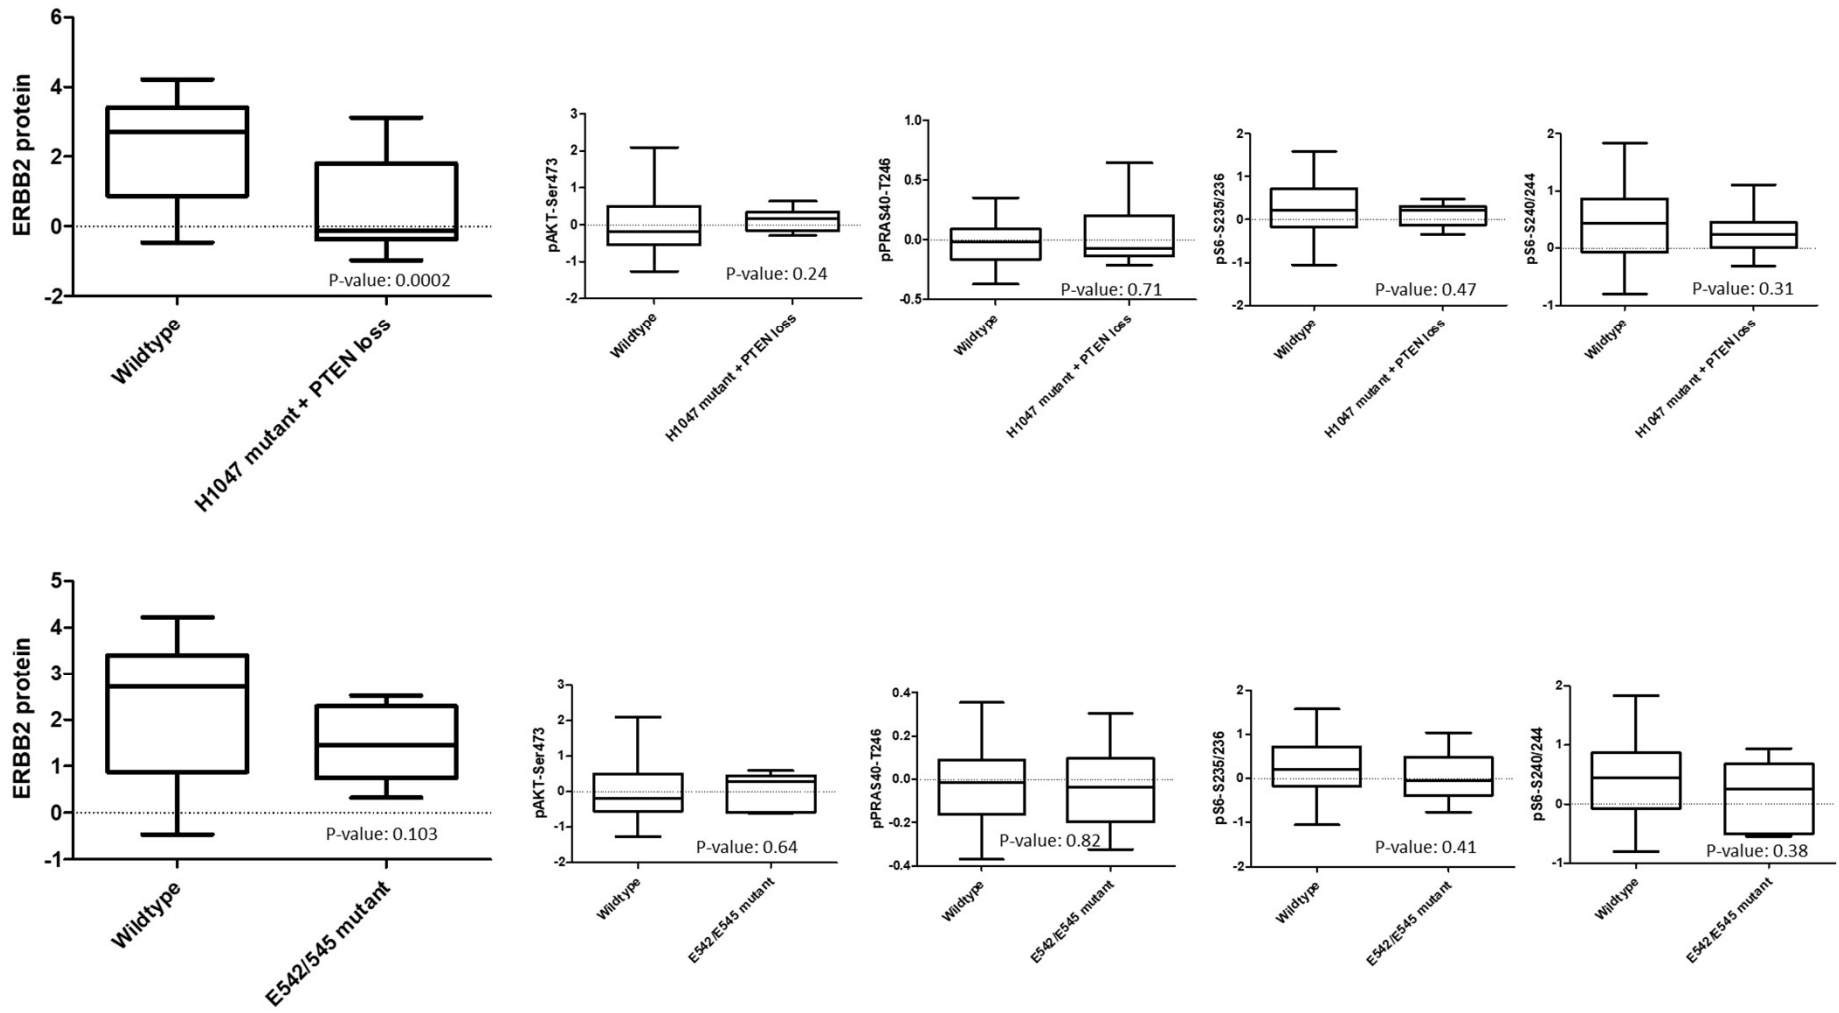 ERBB2 protein
6
4
2
0
-2
P-value: 0.0002
Wildtype
H1047 mutant + PTEN loss
pAKT-Ser473
3
2
1
0
-1
-2
P-value: 0.24
Wildtype
H1047 mutant + PTEN loss
pPRAS40-T246
1.0
0.5
0.0
-0.5
P-value: 0.71
Wildtype
H1047 mutant + PTEN loss
pS6-S235/236
2
1
0
-1
-2
P-value: 0.47
Wildtype
H1047 mutant + PTEN loss
pS6-S240/244
2
1
0
-1
P-value: 0.31
Wildtype
H1047 mutant + PTEN loss
ERBB2 protein
5
4
3
2
1
0
-1
P-value: 0.103
Wildtype
E542/545 mutant
pAKT-Ser473
3
2
1
0
-1
-2
P-value: 0.64
Wildtype
E542/E545 mutant
pPRAS40-T246
0.4
0.2
0.0
-0.2
-0.4
P-value: 0.82
Wildtype
E542/E545 mutant
pS6-S235/236
2
1
0
-1
-2
P-value: 0.41
Wildtype
E542/E545 mutant
pS6-S240/244
2
1
0
-1
P-value: 0.38
Wildtype
E542/E545 mutant